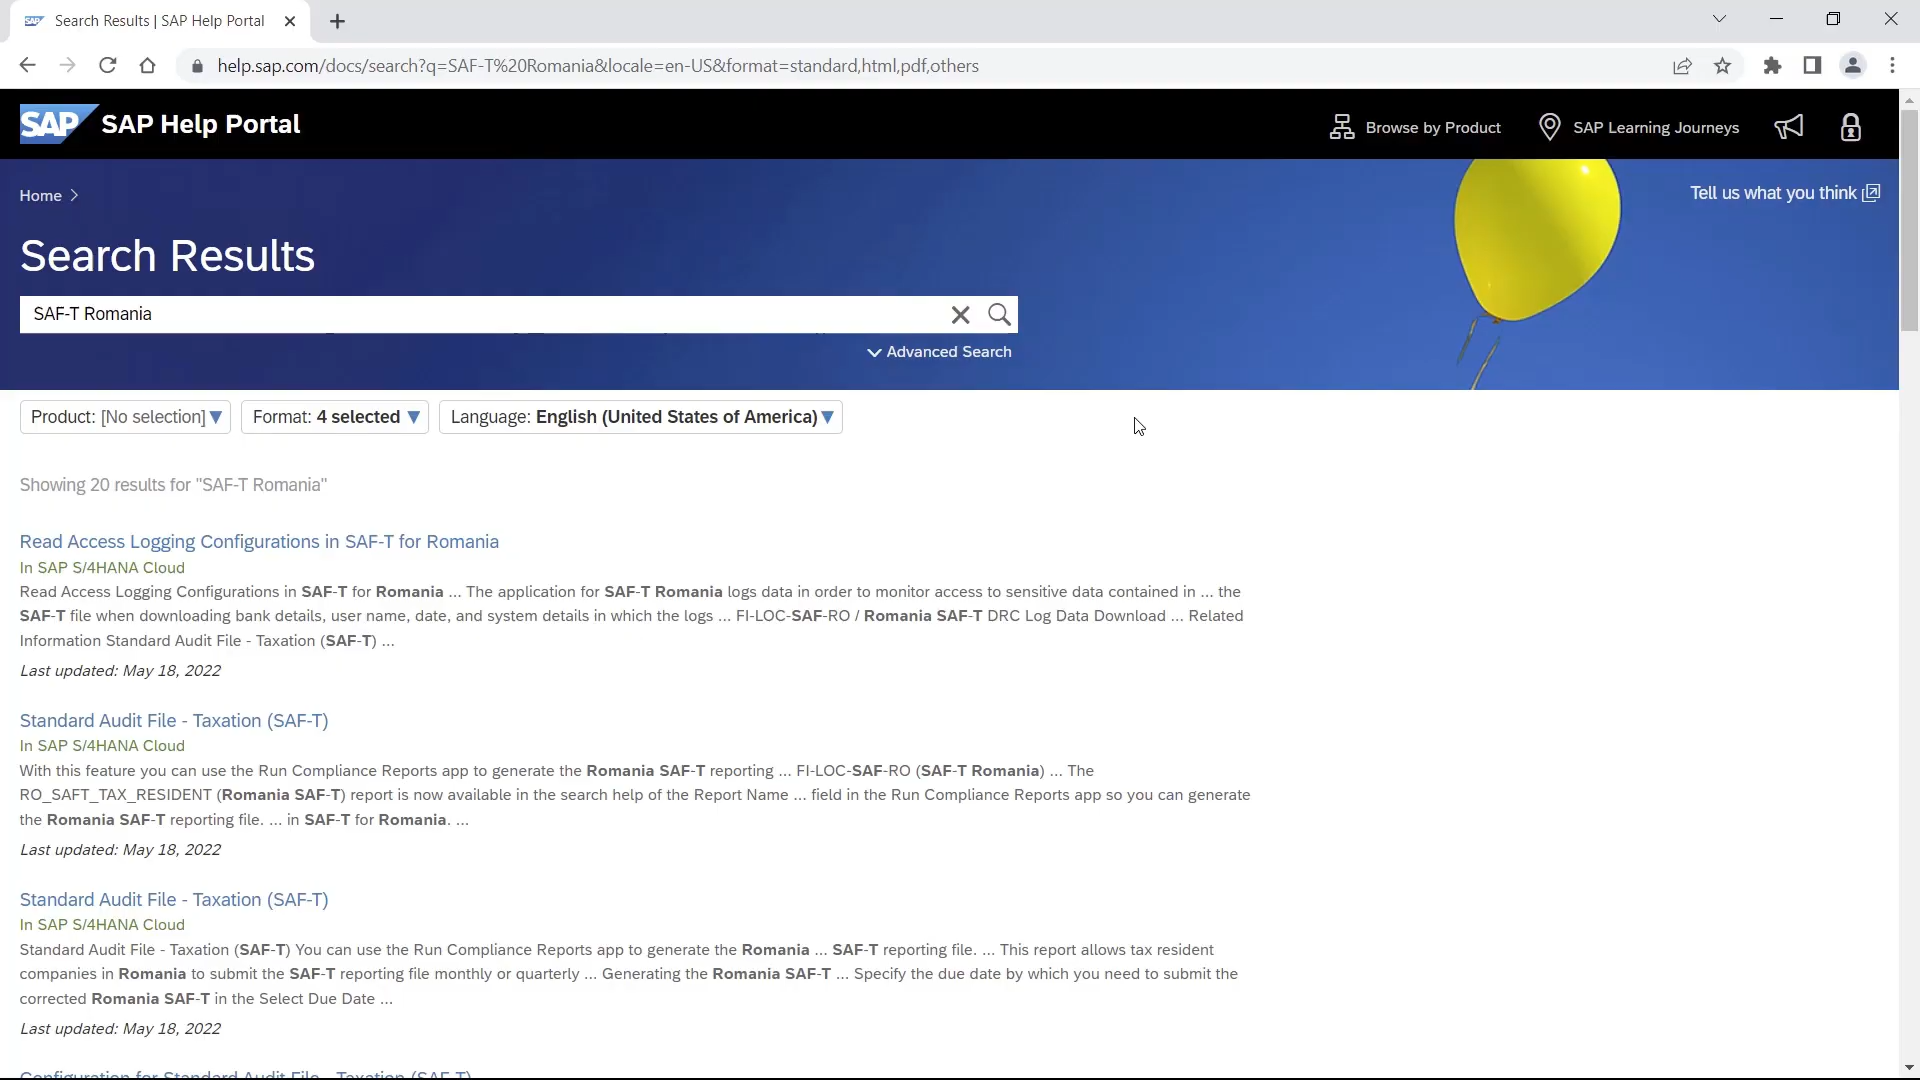 Search Results | SAP Help Portal
help.sap.com/docs/search?q=SAF-T%20Romania&locale=en-US&format=standard,html,pdf,others
SAP SAP Help Portal
Browse by Product
SAP Learning Journeys
Home
Tell us what you think
Search Results
SAF-T Romania
Advanced Search
Product: [No selection]
Format: 4 selected
Language: English (United States of America)
Showing 20 results for "SAF-T Romania"
Read Access Logging Configurations in SAF-T for Romania
In SAP S/4HANA Cloud
Read Access Logging Configurations in SAF-T for Romania ... The application for SAF-T Romania logs data in order to monitor access to sensitive data contained in ... the
SAF-T file when downloading bank details, user name, date, and system details in which the logs ... FI-LOC-SAF-RO / Romania SAF-T DRC Log Data Download ... Related
Information Standard Audit File - Taxation (SAF-T) ...
Last updated: May 18, 2022
Standard Audit File - Taxation (SAF-T)
In SAP S/4HANA Cloud
With this feature you can use the Run Compliance Reports app to generate the Romania SAF-T reporting ... FI-LOC-SAF-RO (SAF-T Romania) ... The
RO_SAFT_TAX_RESIDENT (Romania SAF-T) report is now available in the search help of the Report Name ... field in the Run Compliance Reports app so you can generate
the Romania SAF-T reporting file. ... in SAF-T for Romania. ...
Last updated: May 18, 2022
Standard Audit File - Taxation (SAF-T)
In SAP S/4HANA Cloud
Standard Audit File - Taxation (SAF-T) You can use the Run Compliance Reports app to generate the Romania ... SAF-T reporting file. ... This report allows tax resident
companies in Romania to submit the SAF-T reporting file monthly or quarterly ... Generating the Romania SAF-T ... Specify the due date by which you need to submit the
corrected Romania SAF-T in the Select Due Date ...
Last updated: May 18, 2022
Configuration for Standard Audit File - Taxation (SAF-T)